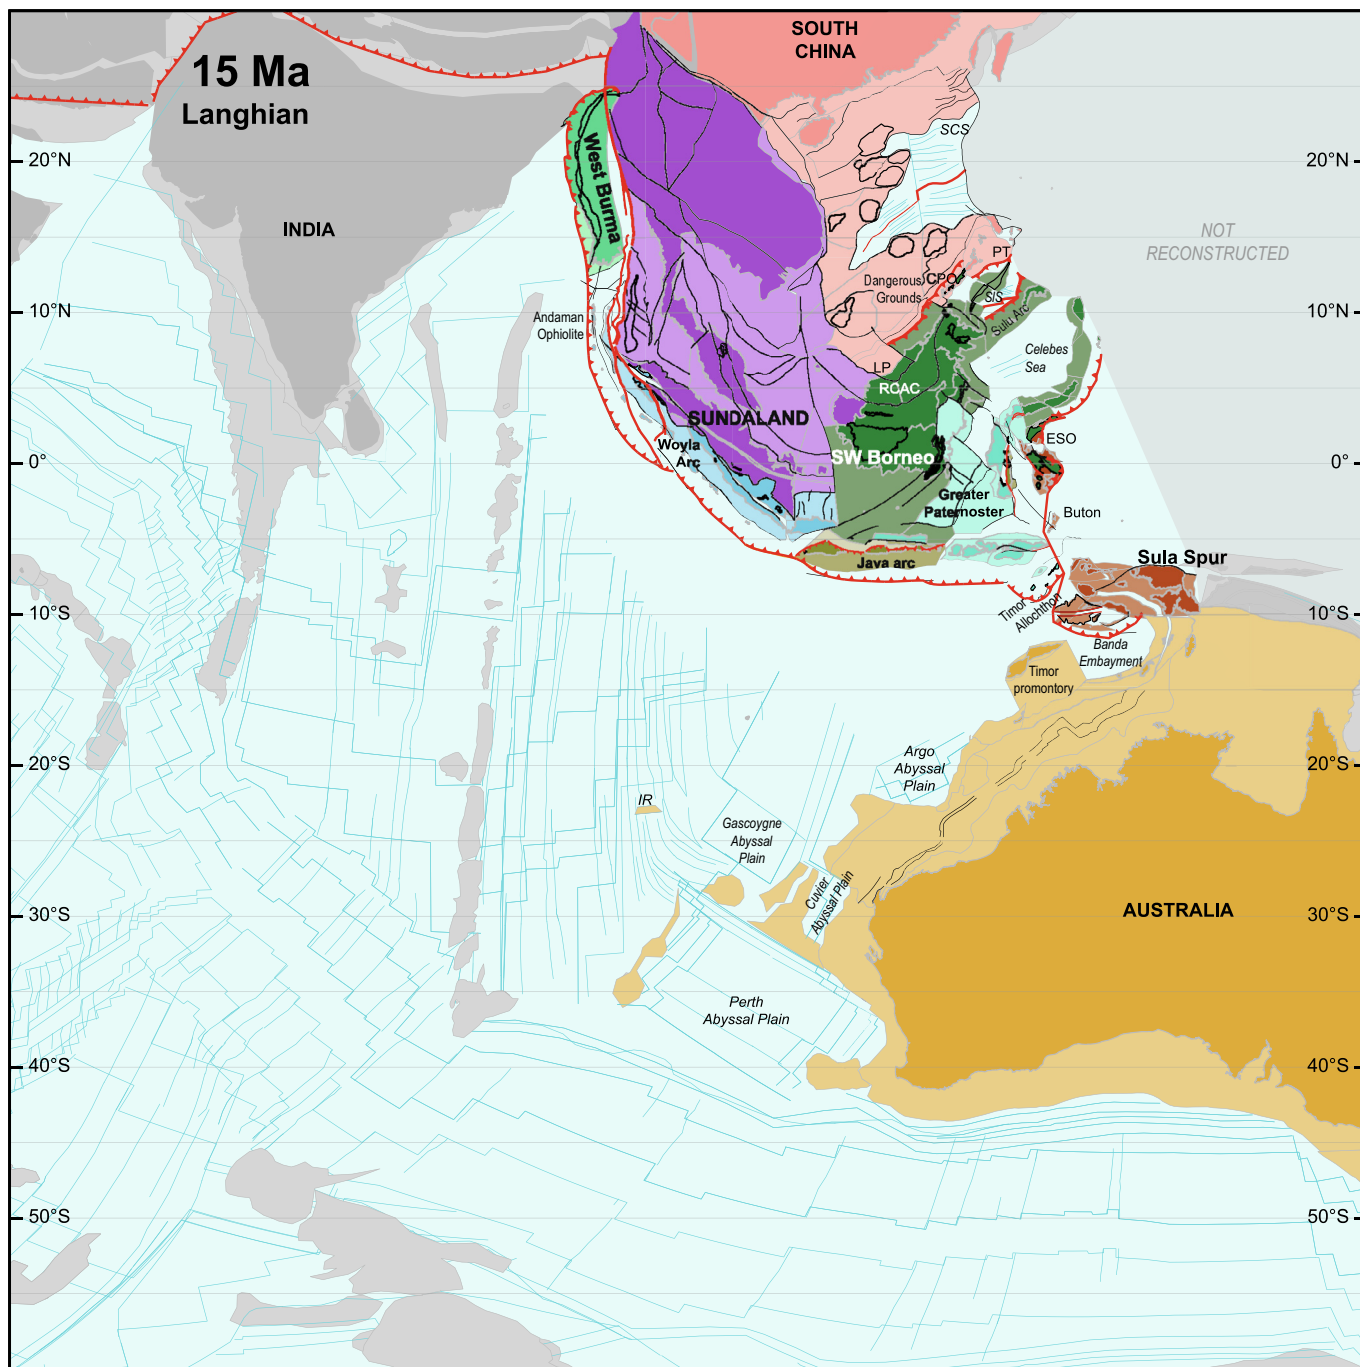 SOUTH
CHINA
15 Ma
Langhian
SCS
20°N
20°N
West Burma
INDIA
NOT
RECONSTRUCTED
PT
Dangerous/CPO
Grounds
SIS
10°N
10°N
Andaman
Ophiolite
Sulu Arc
Celebes
Sea
LP
RCAC
SUNDALAND
ESO
Woyla
Arc
SW Borneo
0°
0°
Greater
Paternoster
Buton
Java arc
Sula Spur
Timor
Allochthon
10°S
10°S
Banda
Embayment
Timor
promontory
Argo
Abyssal
Plain
20°S
20°S
IR
Gascoygne
Abyssal
Plain
Cuvier
Abyssal Plain
30°S
AUSTRALIA
30°S
Perth
Abyssal Plain
40°S
40°S
50°S
50°S